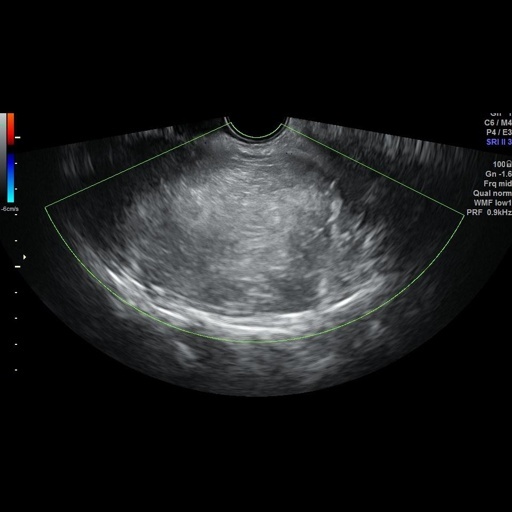 C6 / M4
P4 / E3
SRI II 3
100
Gn -1.6
Frq mid
Qual norm
WMF low1
PRF 0.9kHz
-6cm/s